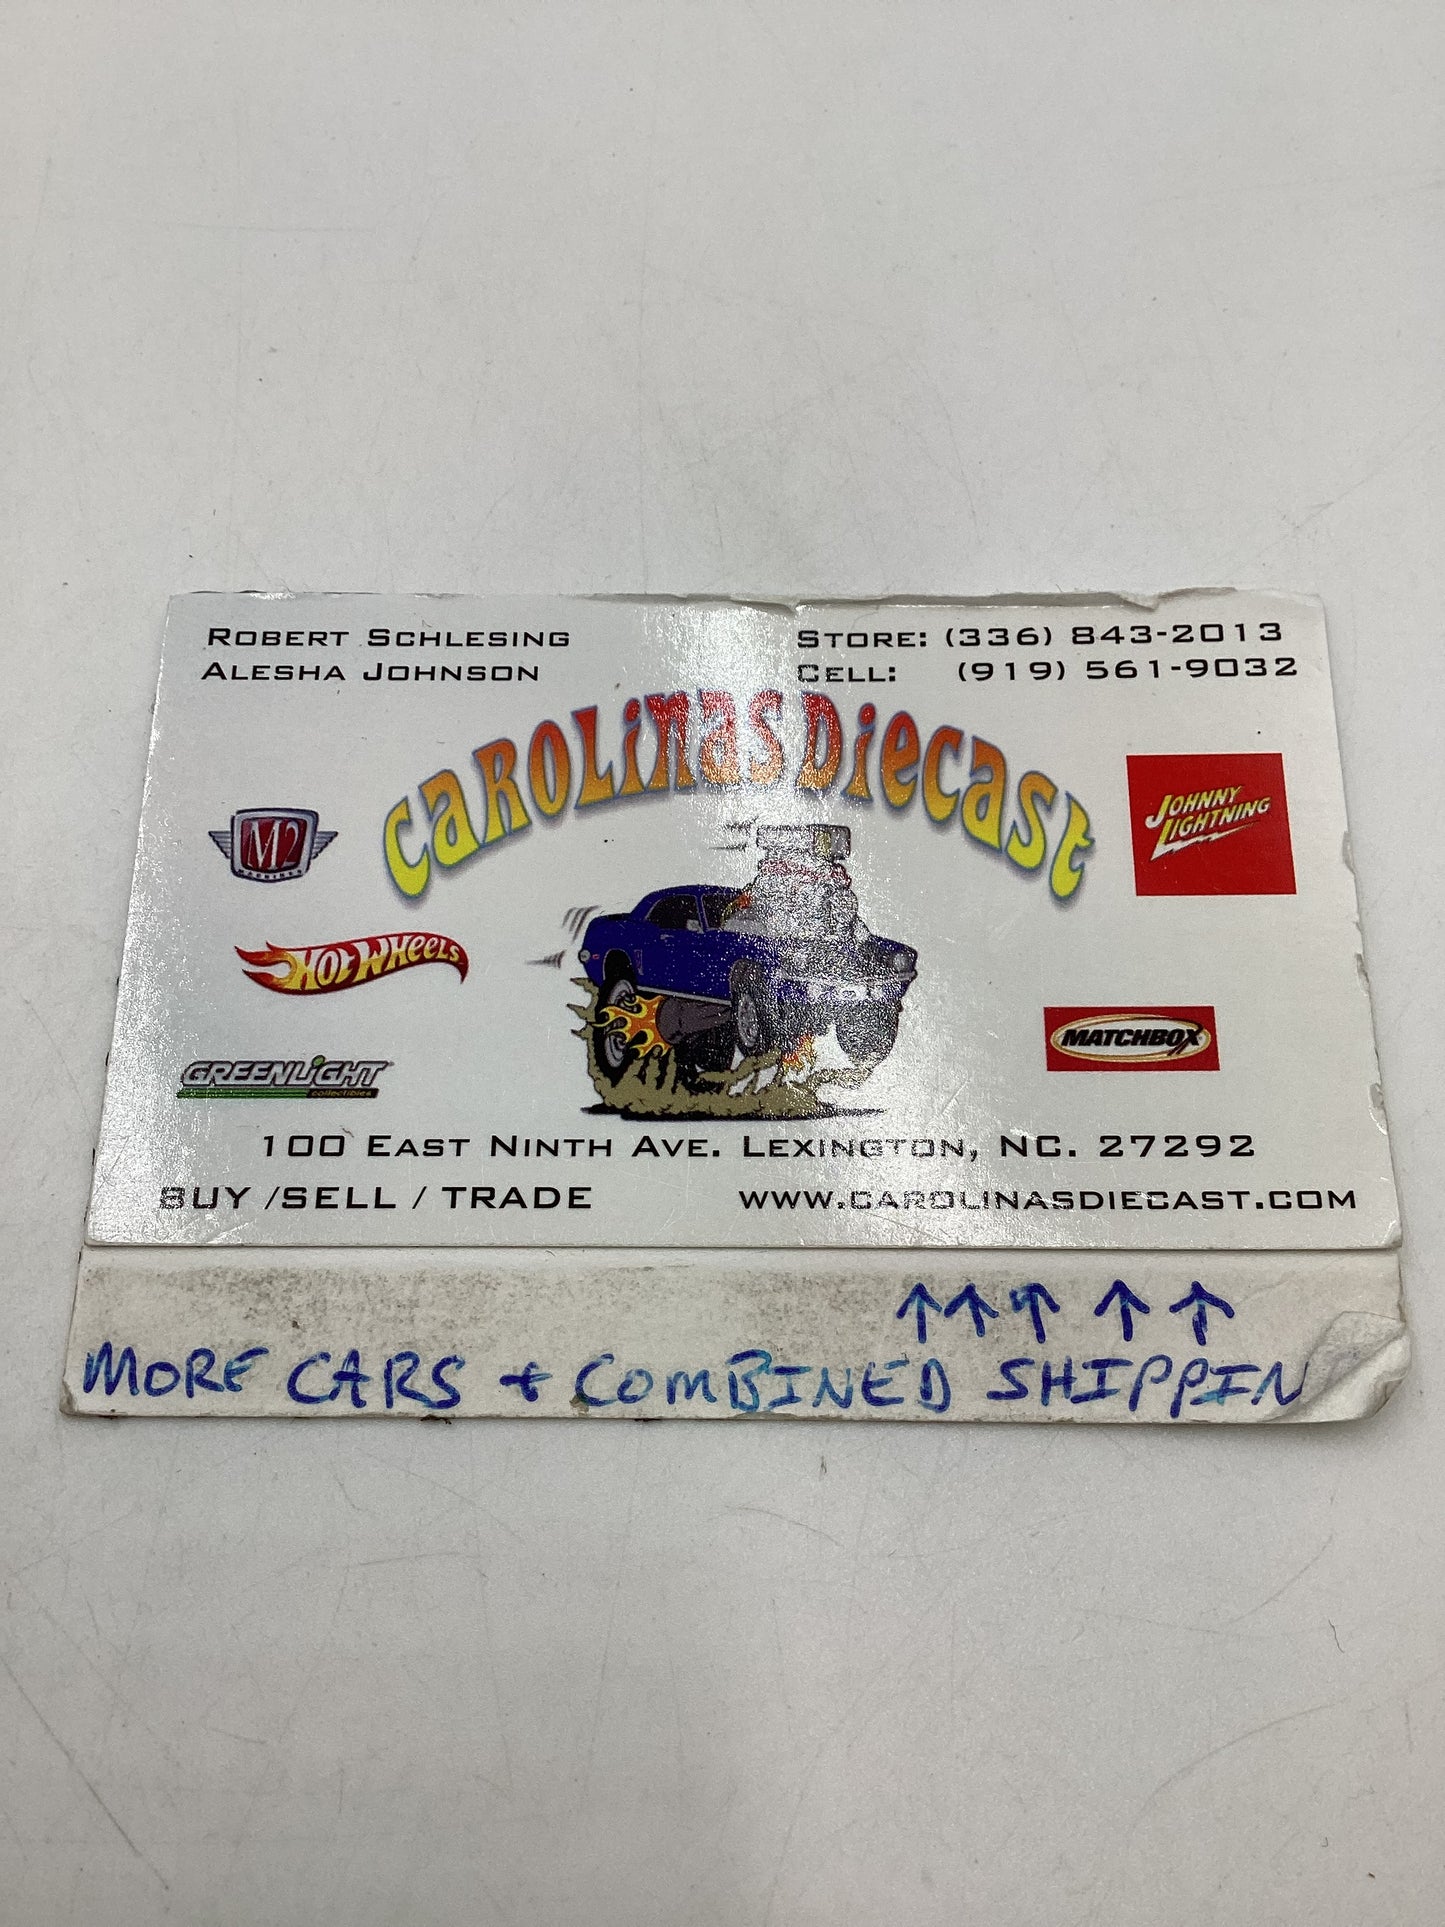 ROBERT SCHLESING
ALESHA JOHNSON
STORE: (336) 843-2013
CELL: (919) 561-9032
CAROLINAS DIECAST
M2
MACHINES
JOHNNY
LIGHTNING
HOT WHEELS
MATCHBOX
GREENLIGHT
collectibles
100 EAST NINTH AVE. LEXINGTON, NC. 27292
BUY /SELL / TRADE
WWW.CAROLINASDIECAST.COM
↑ ↑ ↑ ↑ ↑
MORE CARS + COMBINED SHIPPIN